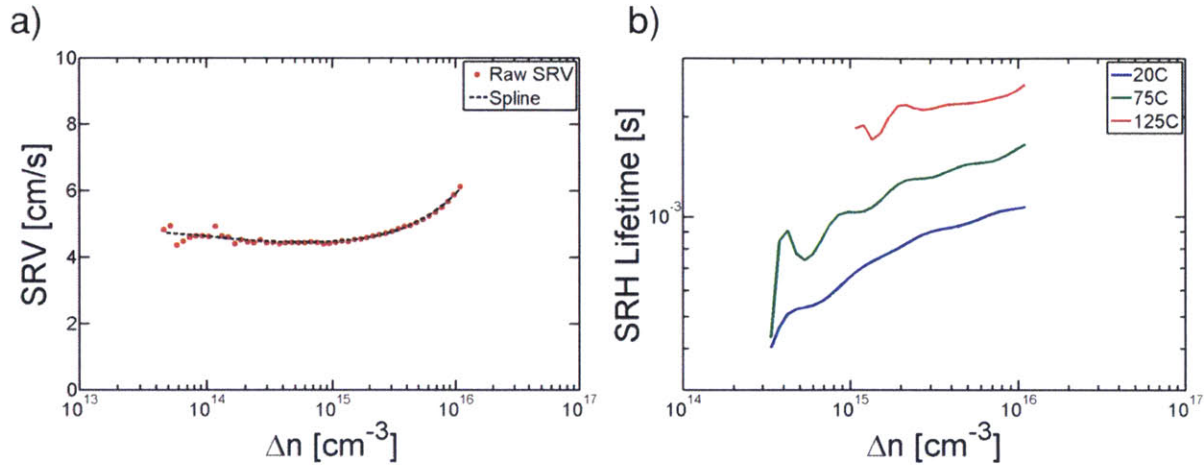 a)
10
8
6
4
2
0
SRV [cm/s]
Raw SRV
Spline
10^13
10^14
10^15
10^16
10^17
Δn [cm^-3]
b)
SRH Lifetime [s]
10^-3
20C
75C
125C
10^14
10^15
10^16
10^17
Δn [cm^-3]